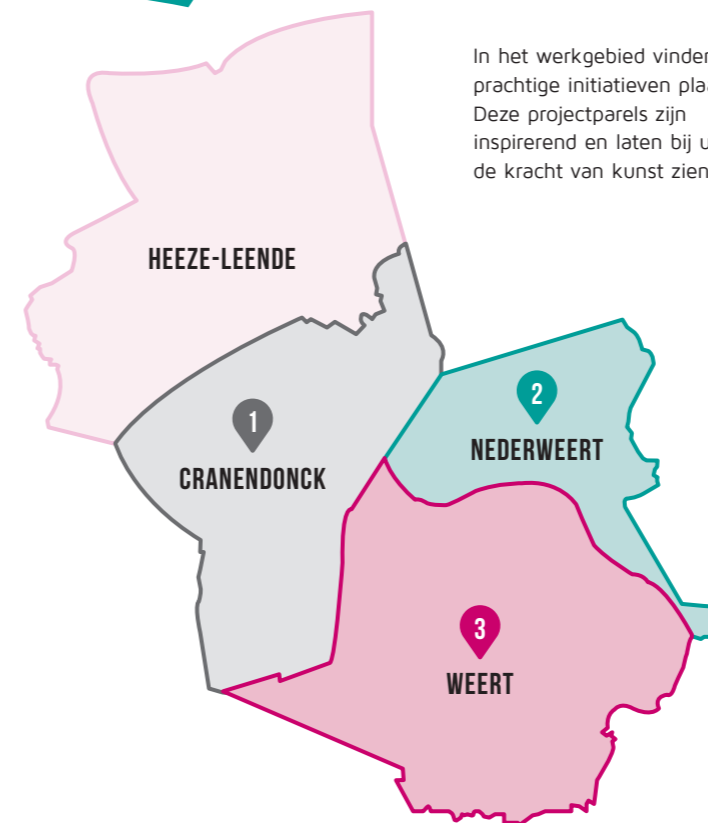 In het werkgebied vinden
prachtige initiatieven
Deze projectparels zijn
inspirerend en laten bij
de kracht van kunst zien
HEEZE-LEENDE
1
CRANENDONCK
2
NEDERWEERT
3
WEERT